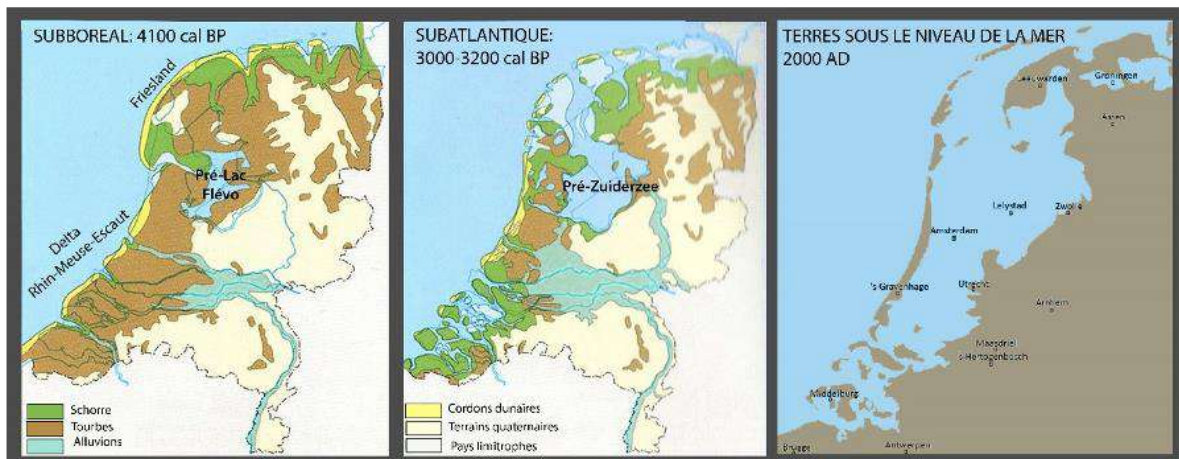 SUBBOREAL: 4100 cal BP
Friesland
Pré-Lac
Flévo
Delta
Rhin-Meuse-Escaut
Schorre
Tourbes
Alluvions
SUBATLANTIQUE:
3000-3200 cal BP
Pré-Zuiderzee
Cordons dunaires
Terrains quaternaires
Pays limitrophes
TERRES SOUS LE NIVEAU DE LA MER
2000 AD
Leeuwarden
Groningen
Assen
Lelystad
Zwolle
Amsterdam
's Gravenhage
Utrecht
Arnhem
Maasdriel
's-Hertogenbosch
Middelburg
Brugge
Antwerpen